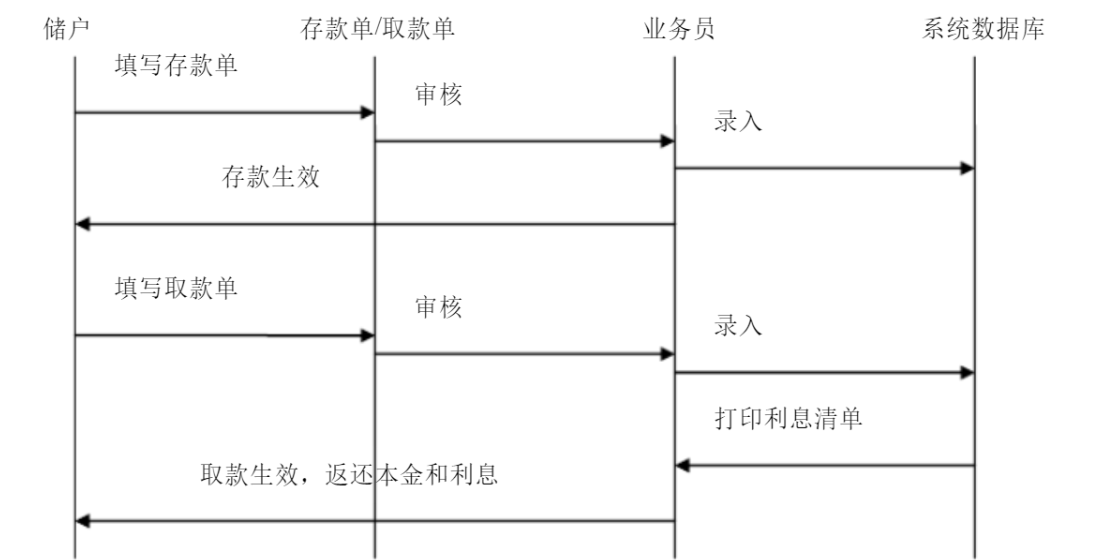 储户
存款单/取款单
业务员
系统数据库
填写存款单
审核
录入
存款生效
填写取款单
审核
录入
打印利息清单
取款生效，返还本金和利息